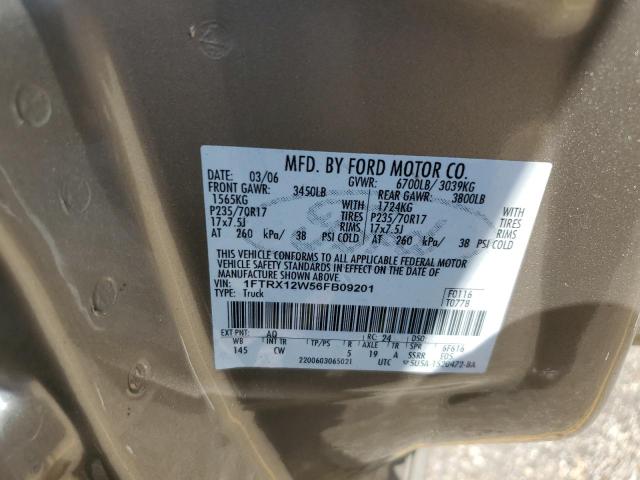 MFD. BY FORD MOTOR CO.
03/06 GVWR: 6700LB/ 3039KG
FRONT GAWR: 3450LB REAR GAWR: 3800LB
1565KG WITH 1724KG WITH
P235/70R17 TIRES P235/70R17 TIRES
17x7.5J RIMS 17x7.5J RIMS
AT 260 kPa/ 38 PSI COLD AT 260 kPa/ 38 PSI COLD
THIS VEHICLE CONFORMS TO ALL APPLICABLE FEDERAL MOTOR
VEHICLE SAFETY STANDARDS IN EFFECT ON THE DATE OF
MANUFACTURE SHOWN ABOVE.
VIN: 1FTRX12W56FB09201 F0116
TYPE: Truck T0778
EXT PNT: AQ RC: 24 DSO:
WB INT TR TP/PS R AXLE TR SPR 6F616
145 CW 5 19 A SSRR E05
2200603065021 UTC